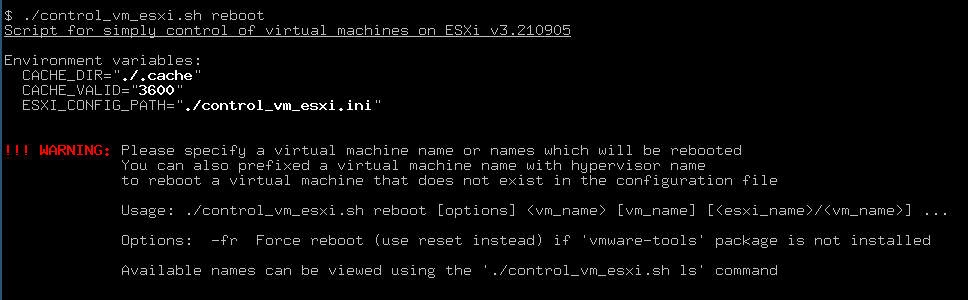 $ ./control_vm_esxi.sh reboot
Script for simply control of virtual machines on ESXi v3.210905
Environment variables:
CACHE_DIR="./.cache"
CACHE_VALID="3600"
ESXI_CONFIG_PATH="./control_vm_esxi.ini"
!!! WARNING: Please specify a virtual machine name or names which will be rebooted
You can also prefixed a virtual machine name with hypervisor name
to reboot a virtual machine that does not exist in the configuration file
Usage: ./control_vm_esxi.sh reboot [options] <vm_name> [vm_name] [<esxi_name>/<vm_name>] ...
Options: -fr Force reboot (use reset instead) if 'vmware-tools' package is not installed
Available names can be viewed using the './control_vm_esxi.sh ls' command